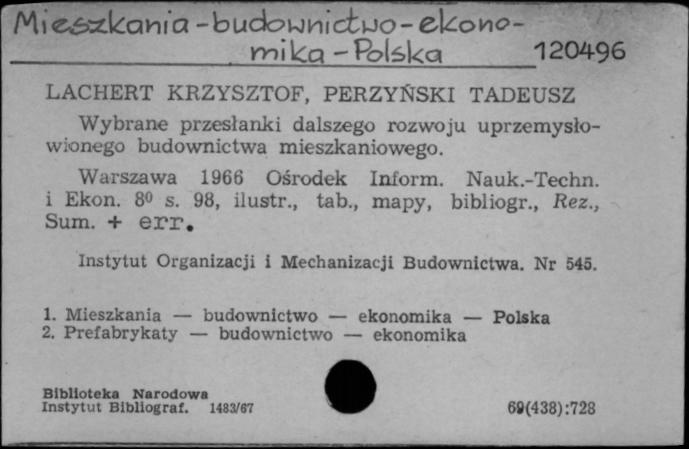 Mieszkania-budownictwo-ekono-
mika-Polska 120496
LACHERT KRZYSZTOF, PERZYŃSKI TADEUSZ
Wybrane przesłanki dalszego rozwoju uprzemysło-
wionego budownictwa mieszkaniowego.
Warszawa 1966 Ośrodek Inform. Nauk.-Techn.
i Ekon. 8⁰ s. 98, ilustr., tab., mapy, bibliogr., Rez.,
Sum. + err.
Instytut Organizacji i Mechanizacji Budownictwa. Nr 545.
1. Mieszkania — budownictwo — ekonomika — Polska
2. Prefabrykaty — budownictwo — ekonomika
Biblioteka Narodowa
Instytut Bibliograf. 1483/67 69(438):728